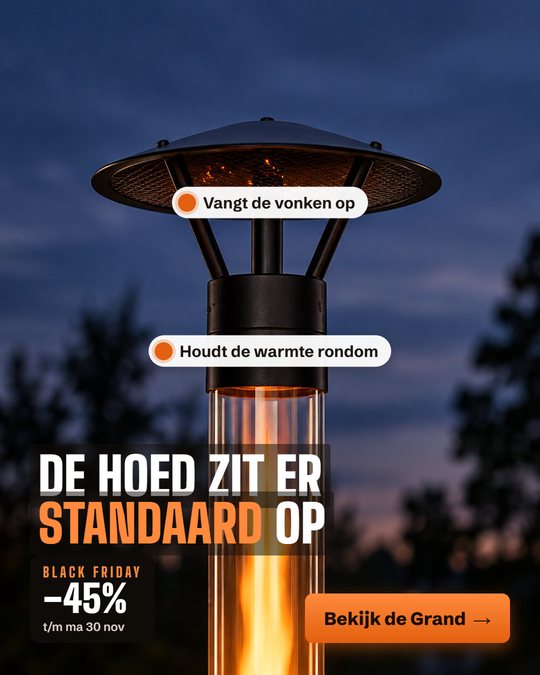 Vangt de vonken op
Houdt de warmte rondom
DE HOED ZIT ER
STANDAARD OP
BLACK FRIDAY
–45%
t/m ma 30 nov
Bekijk de Grand →